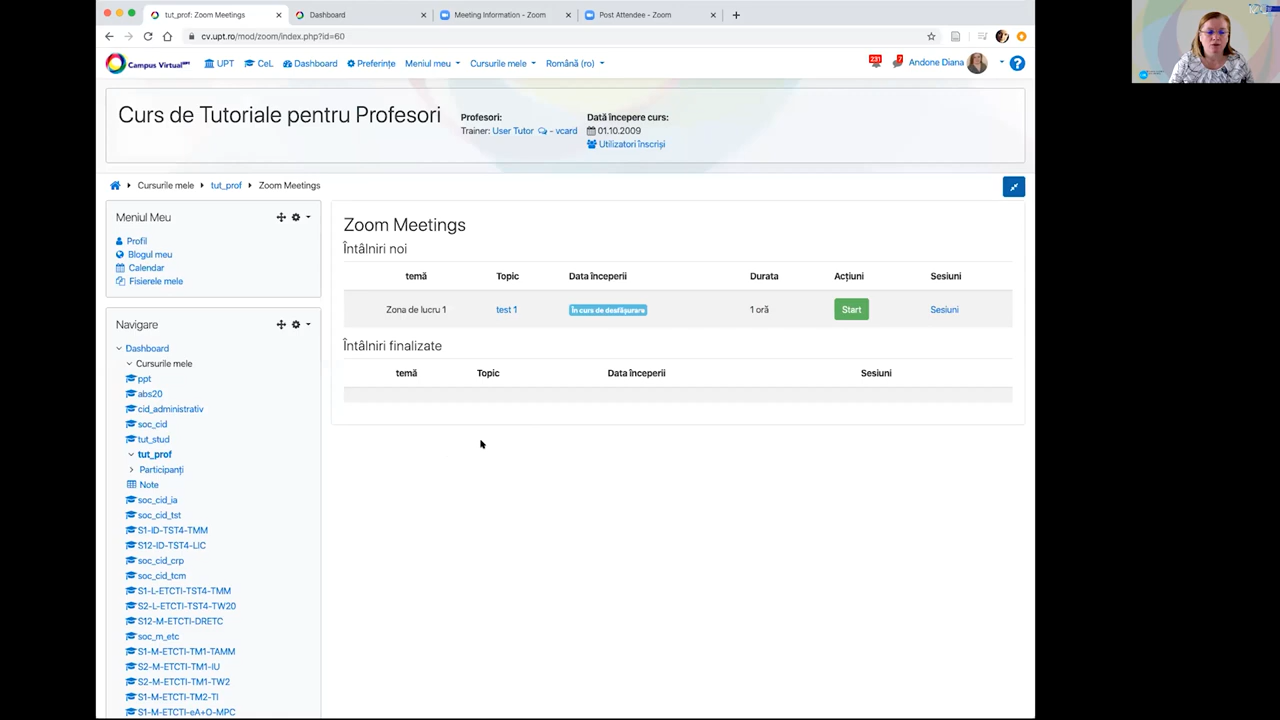 tut_prof: Zoom Meetings
Dashboard
Meeting Information - Zoom
Post Attendee - Zoom
cv.upt.ro/mod/zoom/index.php?id=60
Campus Virtual UPT
UPT
CeL
Dashboard
Preferințe
Meniul meu
Cursurile mele
Română (ro)
231
7
Andone Diana
Curs de Tutoriale pentru Profesori
Profesori:
Trainer: User Tutor - vcard
Dată începere curs:
01.10.2009
Utilizatori înscriși
Cursurile mele
tut_prof
Zoom Meetings
Meniul Meu
Profil
Blogul meu
Calendar
Fisierele mele
Navigare
Dashboard
Cursurile mele
ppt
abs20
cid_administrativ
soc_cid
tut_stud
tut_prof
Participanți
Note
soc_cid_ia
soc_cid_tst
S1-ID-TST4-TMM
S12-ID-TST4-LIC
soc_cid_crp
soc_cid_tcm
S1-L-ETCTI-TST4-TMM
S2-L-ETCTI-TST4-TW20
S12-M-ETCTI-DRETC
soc_m_etc
S1-M-ETCTI-TM1-TAMM
S2-M-ETCTI-TM1-IU
S2-M-ETCTI-TM1-TW2
S1-M-ETCTI-TM2-TI
S1-M-ETCTI-eA+O-MPC
Zoom Meetings
Întâlniri noi
temă Topic Data începerii Durata Acțiuni Sesiuni
Zona de lucru 1 test 1 În curs de desfășurare 1 oră Start Sesiuni
Întâlniri finalizate
temă Topic Data începerii Sesiuni